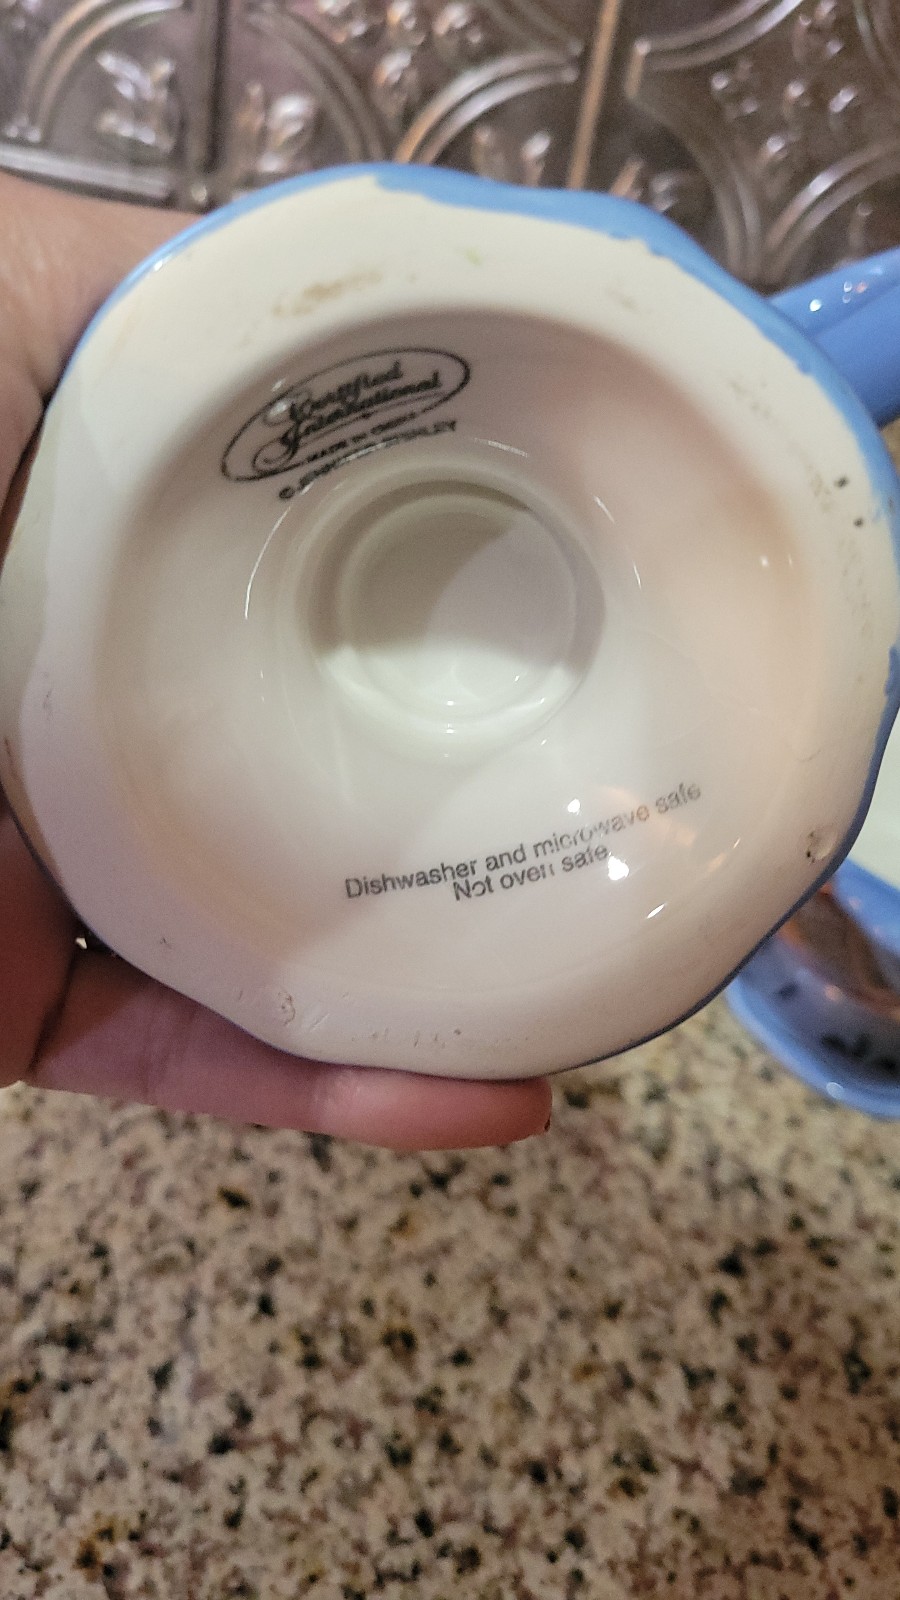 Certified
International
MADE IN CHINA
Dishwasher and microwave safe
Not oven safe